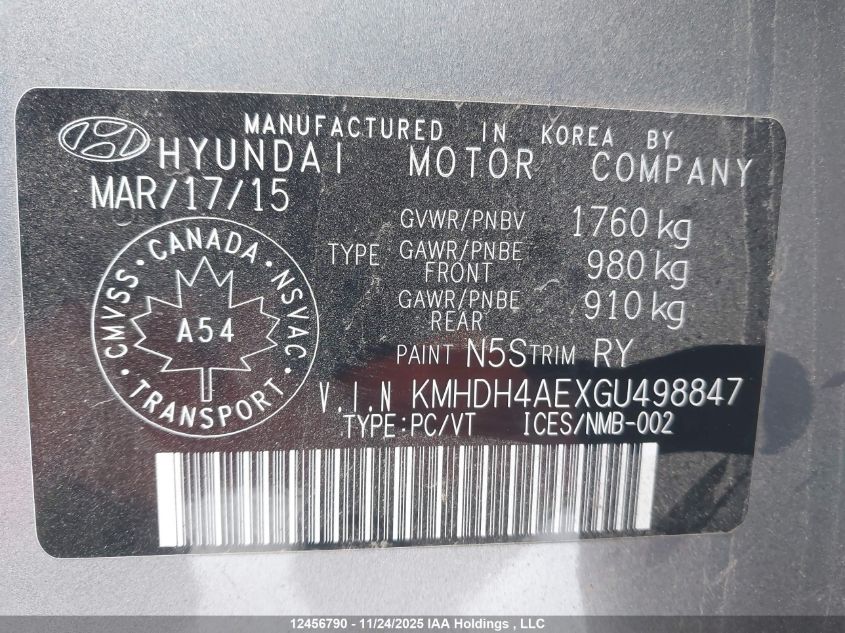 MANUFACTURED IN KOREA BY
HYUNDAI MOTOR COMPANY
MAR/17/15
GVWR/PNBV 1760 kg
TYPE GAWR/PNBE FRONT 980 kg
GAWR/PNBE REAR 910 kg
CANADA · NSVAC · TRANSPORT · CMVSS ·
A54
PAINT N5S TRIM RY
V.I.N KMHDH4AEXGU498847
TYPE:PC/VT ICES/NMB-002
12456790 - 11/24/2025 IAA Holdings , LLC